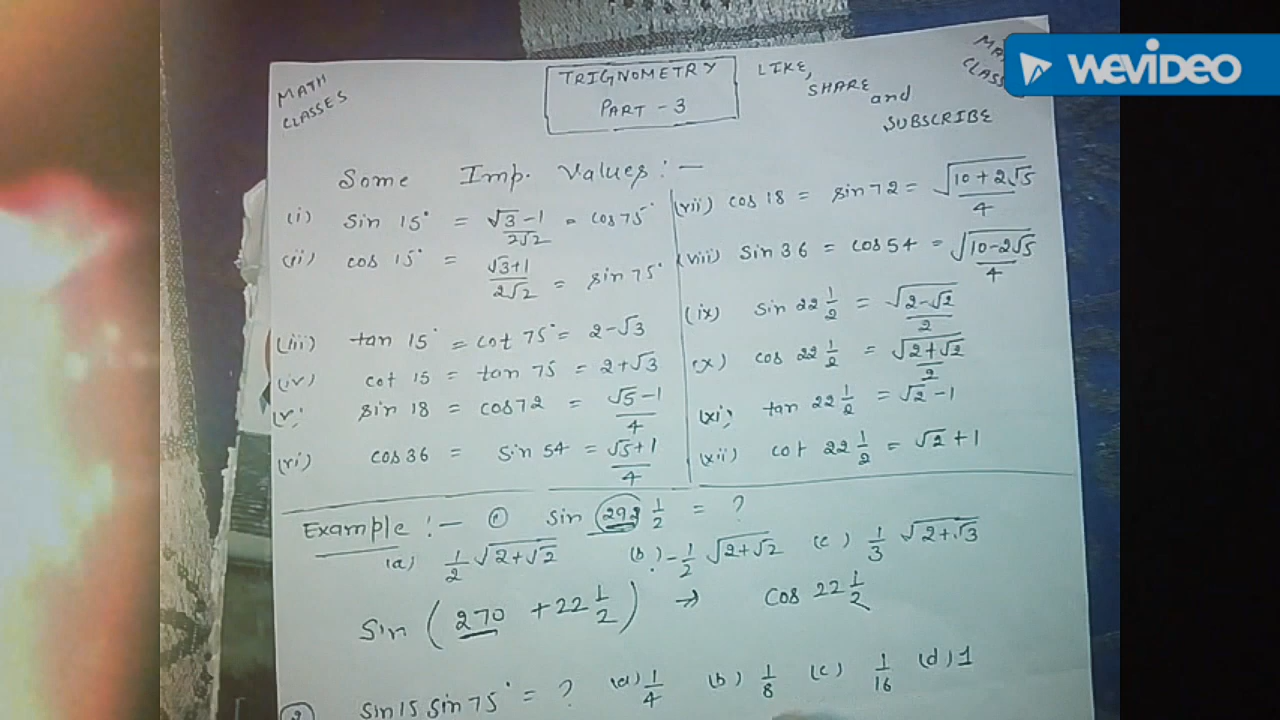 MATH
CLASSES
TRIGNOMETRY
PART - 3
LIKE,
SHARE
and
SUBSCRIBE
WEVIDEO
Some Imp. Values :-
(i) sin 15° = √3-1/2√2 = cos 75°
(ii) cos 15° = √3+1/2√2 = sin 75°
(iii) tan 15° = cot 75° = 2-√3
(iv) cot 15 = tan 75 = 2+√3
(v) sin 18 = cos 72 = √5-1/4
(vi) cos 36 = sin 54 = √5+1/4
(vii) cos 18 = sin 72 = √(10+2√5)/4
(viii) sin 36 = cos 54 = √(10-2√5)/4
(ix) sin 22 1/2 = √(2-√2)/2
(x) cos 22 1/2 = √(2+√2)/2
(xi) tan 22 1/2 = √2-1
(xii) cot 22 1/2 = √2+1
Example :- ① sin 292 1/2 = ?
(a) 1/2 √(2+√2) (b) -1/2 √(2+√2) (c) 1/3 √(2+√3)
Sin (270 + 22 1/2) → cos 22 1/2
② sin 15 sin 75° = ? (a) 1/4 (b) 1/8 (c) 1/16 (d) 1